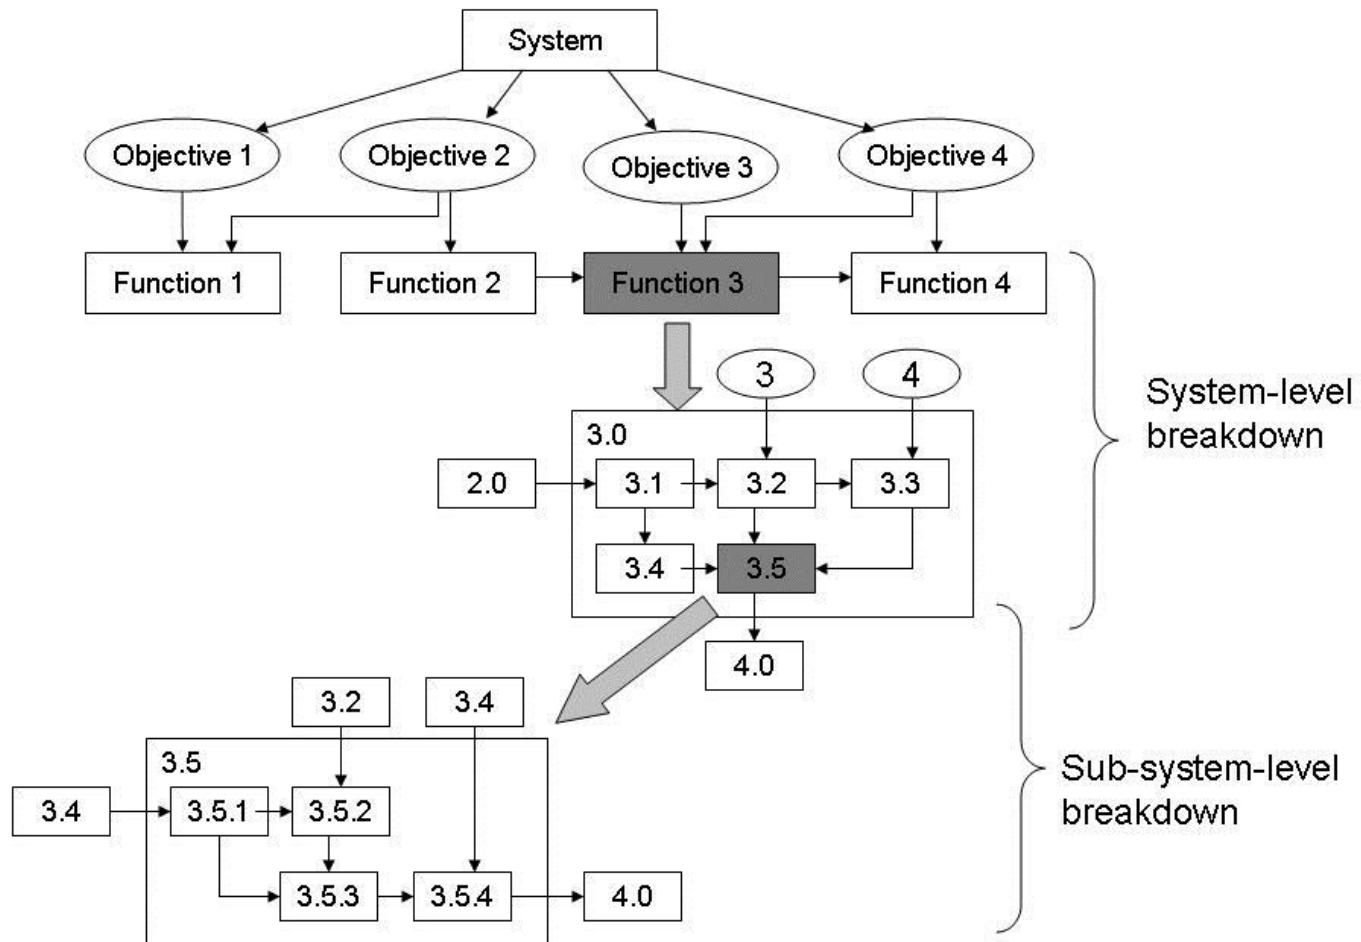 System
Objective 1
Objective 2
Objective 3
Objective 4
Function 1
Function 2
Function 3
Function 4
System-level
breakdown
3
4
3.0
2.0
3.1
3.2
3.3
3.4
3.5
4.0
Sub-system-level
breakdown
3.2
3.4
3.5
3.4
3.5.1
3.5.2
3.5.3
3.5.4
4.0